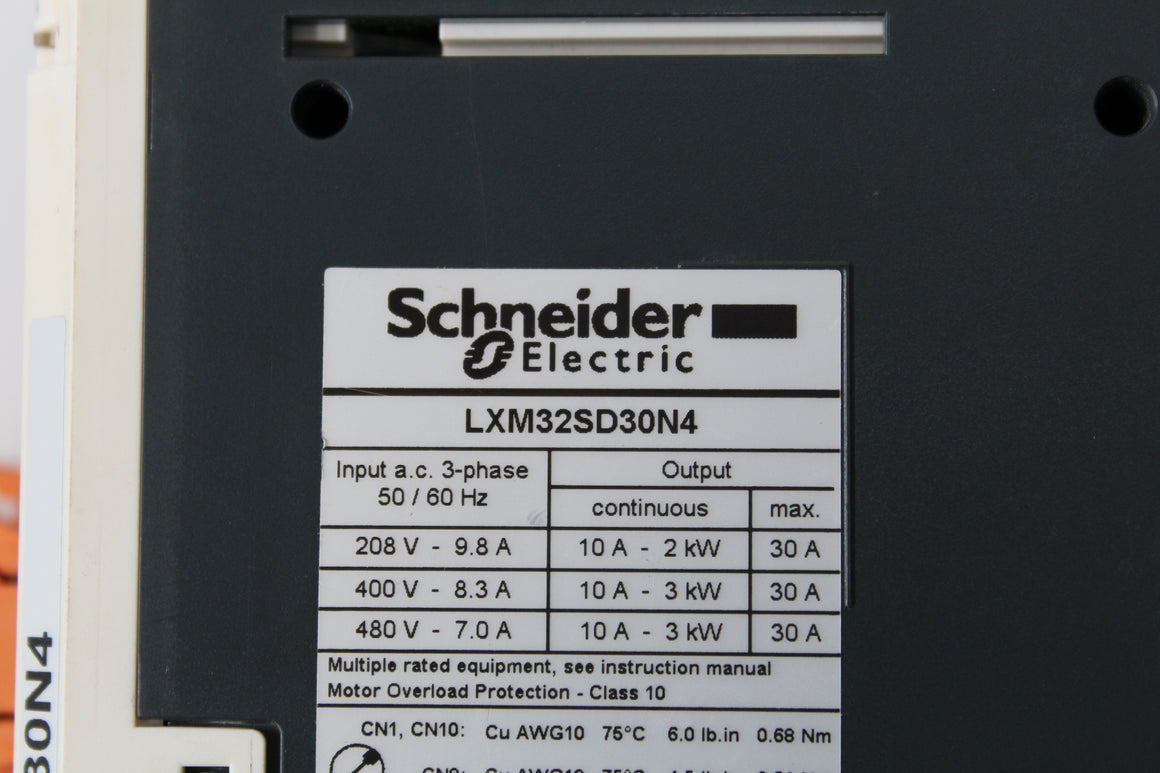 Schneider
Electric
LXM32SD30N4
Input a.c. 3-phase
50 / 60 Hz
Output
continuous
max.
208 V - 9.8 A
10 A - 2 kW
30 A
400 V - 8.3 A
10 A - 3 kW
30 A
480 V - 7.0 A
10 A - 3 kW
30 A
Multiple rated equipment, see instruction manual
Motor Overload Protection - Class 10
CN1, CN10: Cu AWG10 75°C 6.0 lb.in 0.68 Nm
30N4